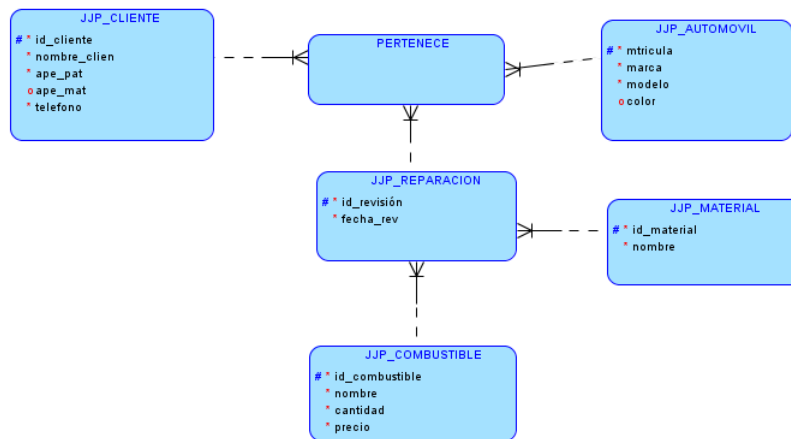 JJP_CLIENTE
# * id_cliente
* nombre_clien
* ape_pat
o ape_mat
* telefono
PERTENECE
JJP_AUTOMOVIL
# * mtricula
* marca
* modelo
o color
JJP_REPARACION
# * id_revisión
* fecha_rev
JJP_MATERIAL
# * id_material
* nombre
JJP_COMBUSTIBLE
# * id_combustible
* nombre
* cantidad
* precio